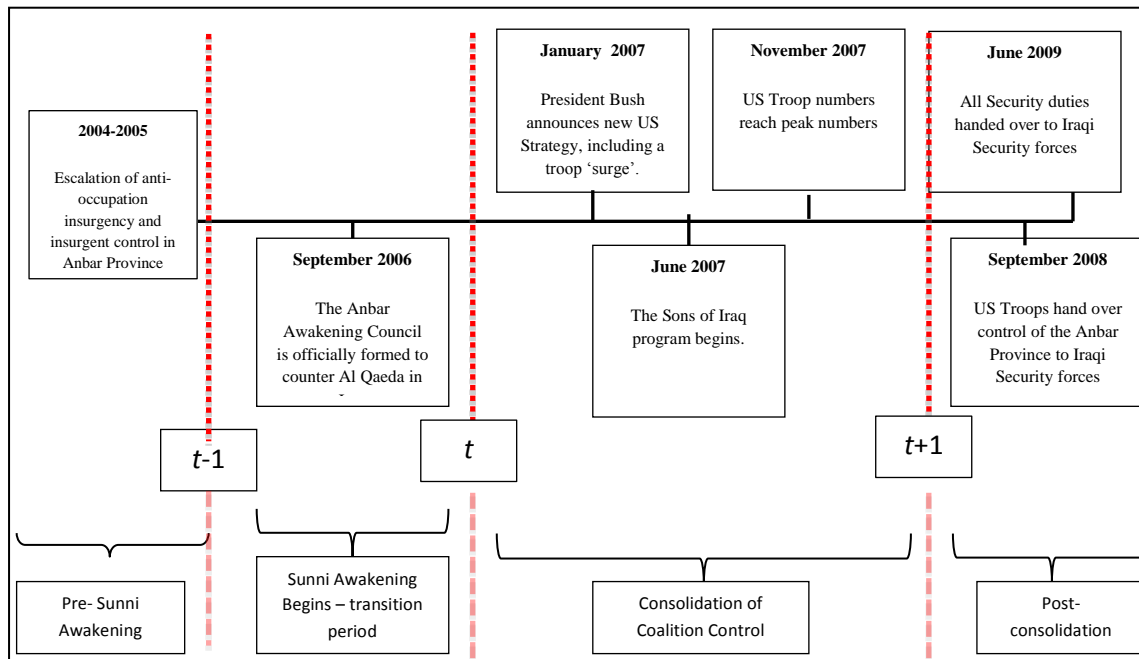 2004-2005
Escalation of anti-
occupation
insurgency and
insurgent control in
Anbar Province
September 2006
The Anbar
Awakening Council
is officially formed to
counter Al Qaeda in
January 2007
President Bush
announces new US
Strategy, including a
troop ‘surge’.
June 2007
The Sons of Iraq
program begins.
November 2007
US Troop numbers
reach peak numbers
June 2009
All Security duties
handed over to Iraqi
Security forces
September 2008
US Troops hand over
control of the Anbar
Province to Iraqi
Security forces
t-1
t
t+1
Pre- Sunni
Awakening
Sunni Awakening
Begins – transition
period
Consolidation of
Coalition Control
Post-
consolidation